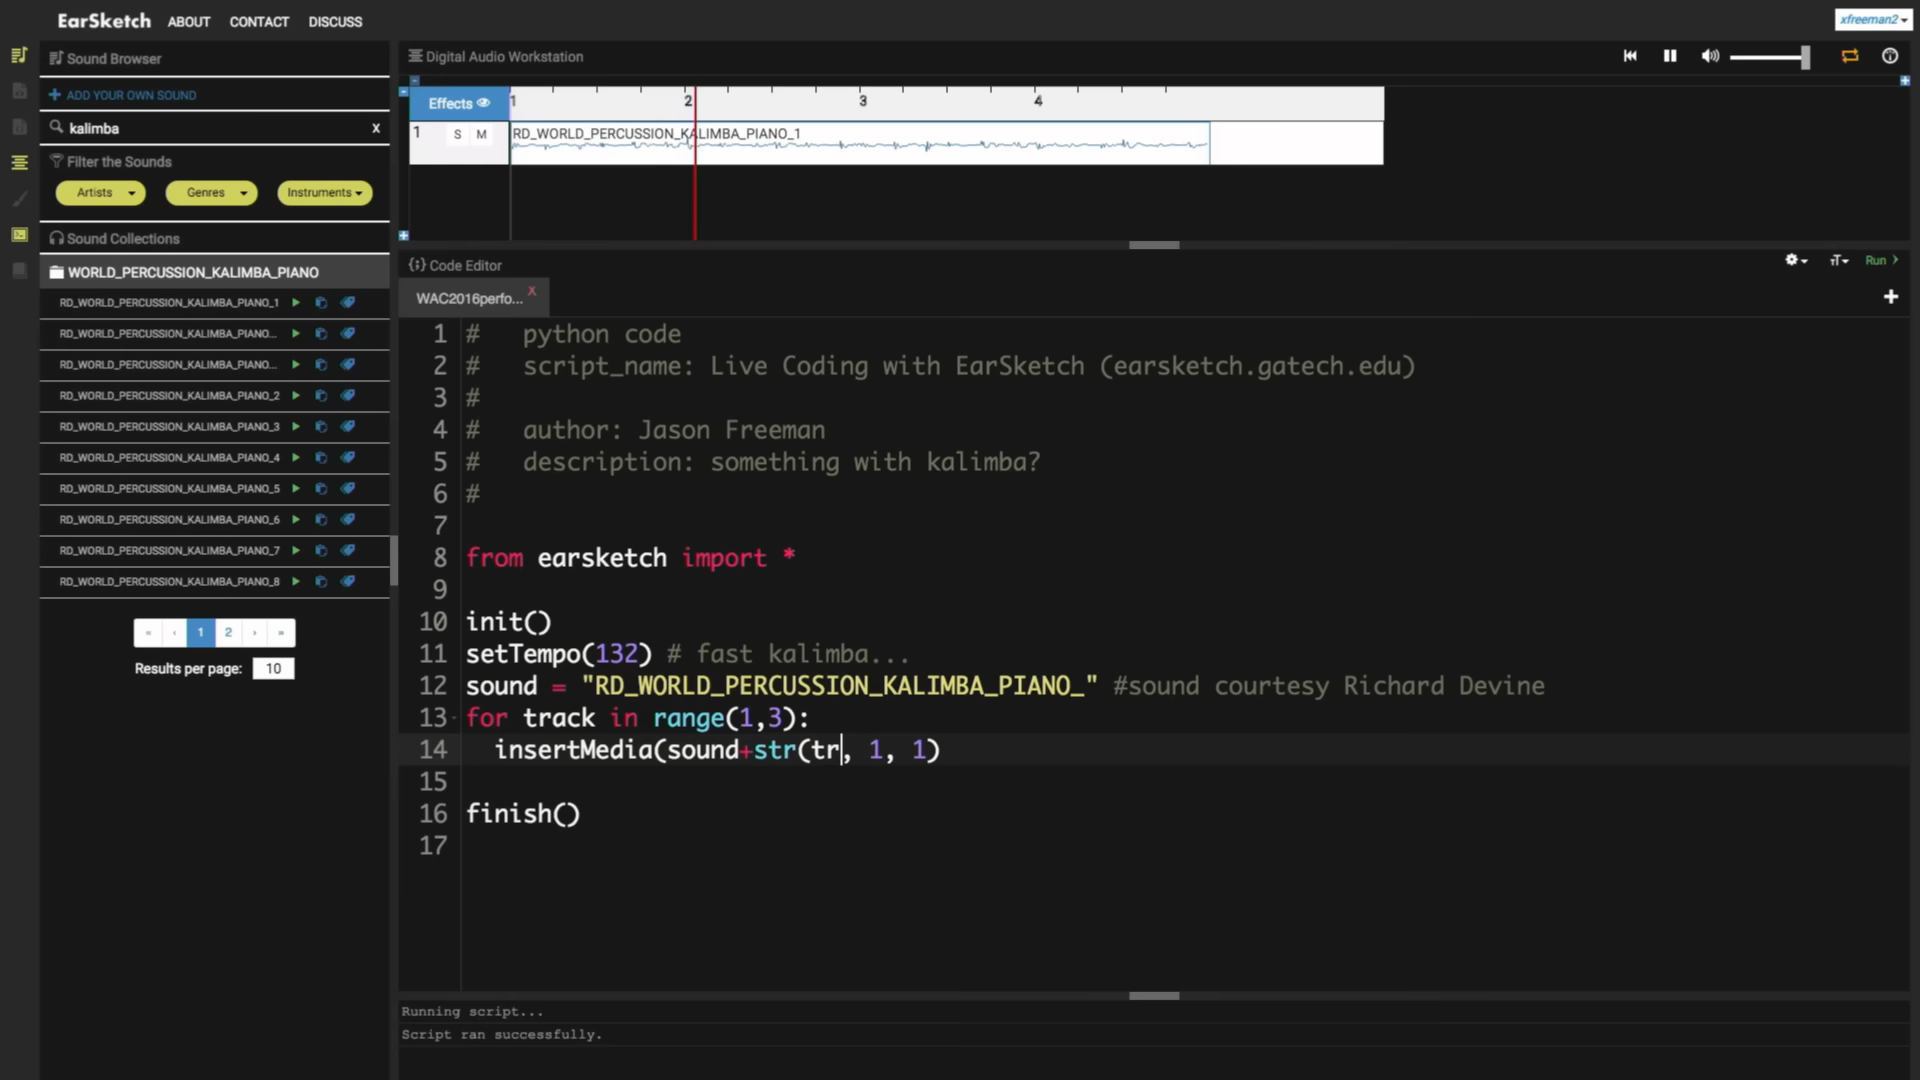 EarSketch ABOUT CONTACT DISCUSS
xfreeman2
Sound Browser
ADD YOUR OWN SOUND
kalimba x
Filter the Sounds
Artists Genres Instruments
Sound Collections
WORLD_PERCUSSION_KALIMBA_PIANO
RD_WORLD_PERCUSSION_KALIMBA_PIANO_1
RD_WORLD_PERCUSSION_KALIMBA_PIANO...
RD_WORLD_PERCUSSION_KALIMBA_PIANO...
RD_WORLD_PERCUSSION_KALIMBA_PIANO_2
RD_WORLD_PERCUSSION_KALIMBA_PIANO_3
RD_WORLD_PERCUSSION_KALIMBA_PIANO_4
RD_WORLD_PERCUSSION_KALIMBA_PIANO_5
RD_WORLD_PERCUSSION_KALIMBA_PIANO_6
RD_WORLD_PERCUSSION_KALIMBA_PIANO_7
RD_WORLD_PERCUSSION_KALIMBA_PIANO_8
« ‹ 1 2 › »
Results per page: 10
Digital Audio Workstation
Effects 1 2 3 4
1 S M RD_WORLD_PERCUSSION_KALIMBA_PIANO_1
{;} Code Editor
Run
WAC2016perfo... x
1 #   python code
2 #   script_name: Live Coding with EarSketch (earsketch.gatech.edu)
3 #
4 #   author: Jason Freeman
5 #   description: something with kalimba?
6 #
7
8 from earsketch import *
9
10 init()
11 setTempo(132) # fast kalimba...
12 sound = "RD_WORLD_PERCUSSION_KALIMBA_PIANO_" #sound courtesy Richard Devine
13 for track in range(1,3):
14   insertMedia(sound+str(tr, 1, 1)
15
16 finish()
17
Running script...
Script ran successfully.